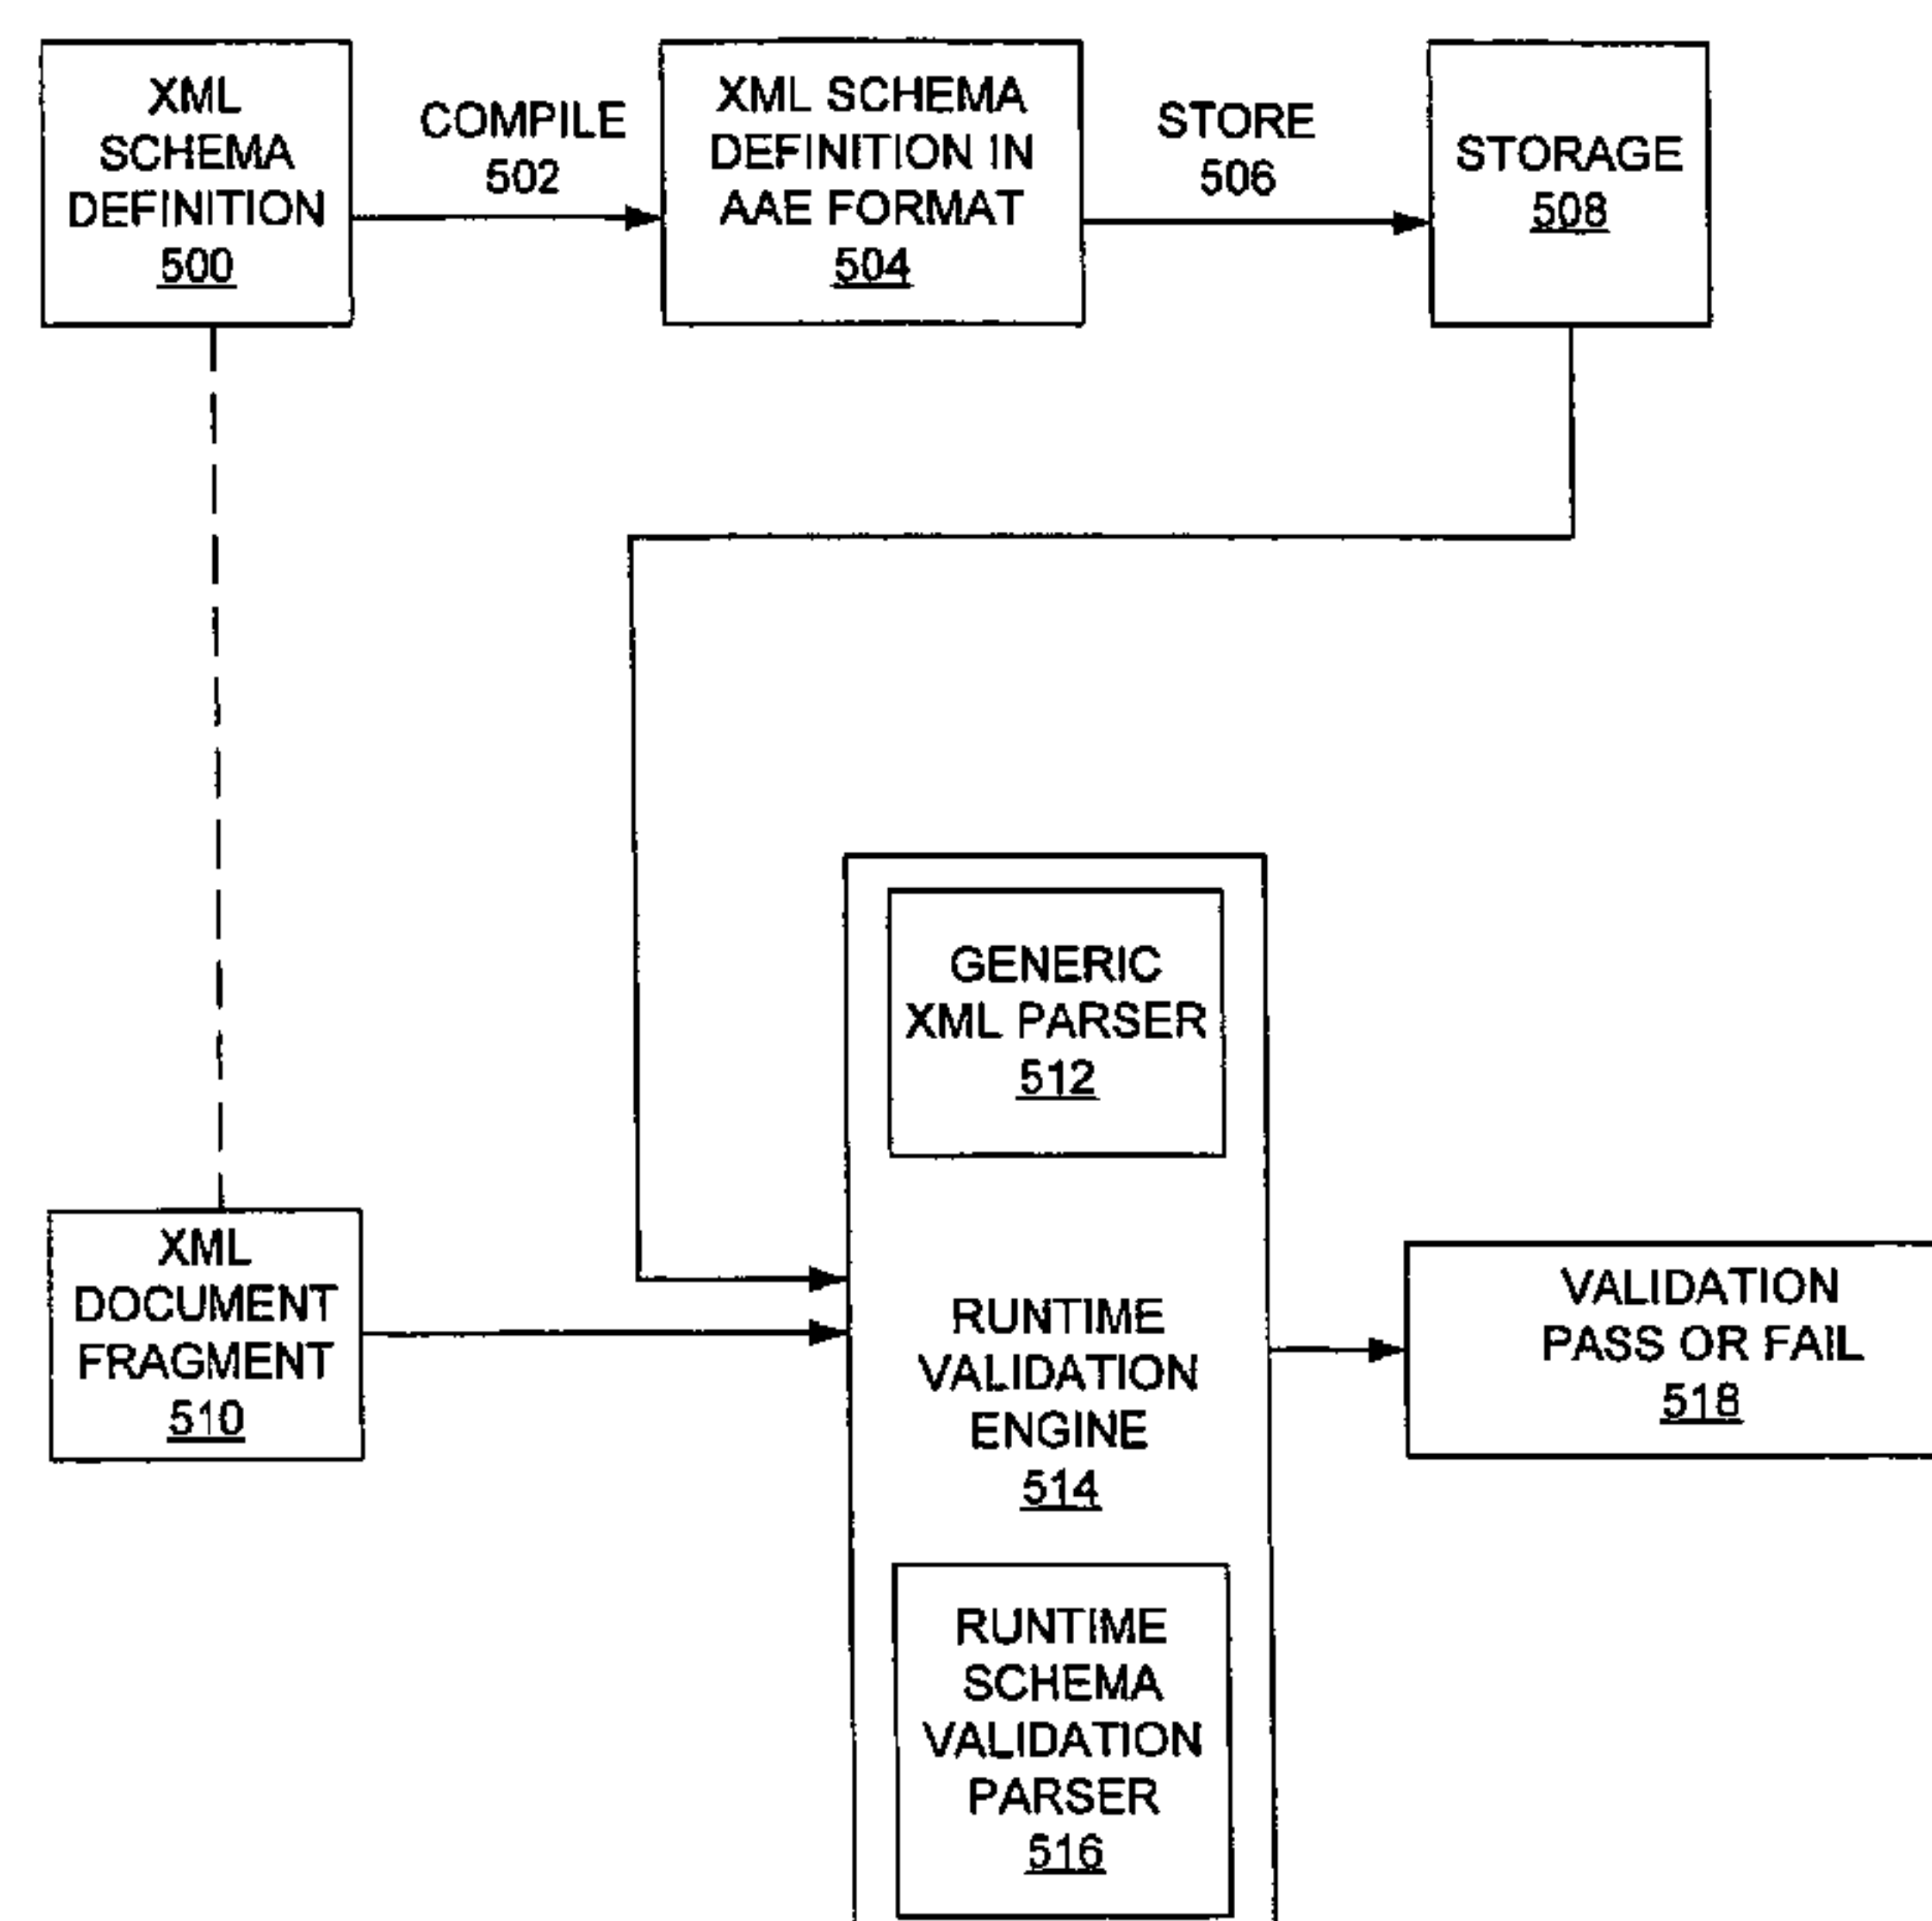 XML
SCHEMA
DEFINITION
500
COMPILE
502
XML SCHEMA
DEFINITION IN
AAE FORMAT
504
STORE
506
STORAGE
508
GENERIC
XML PARSER
512
XML
DOCUMENT
FRAGMENT
510
RUNTIME
VALIDATION
ENGINE
514
VALIDATION
PASS OR FAIL
518
RUNTIME
SCHEMA
VALIDATION
PARSER
516